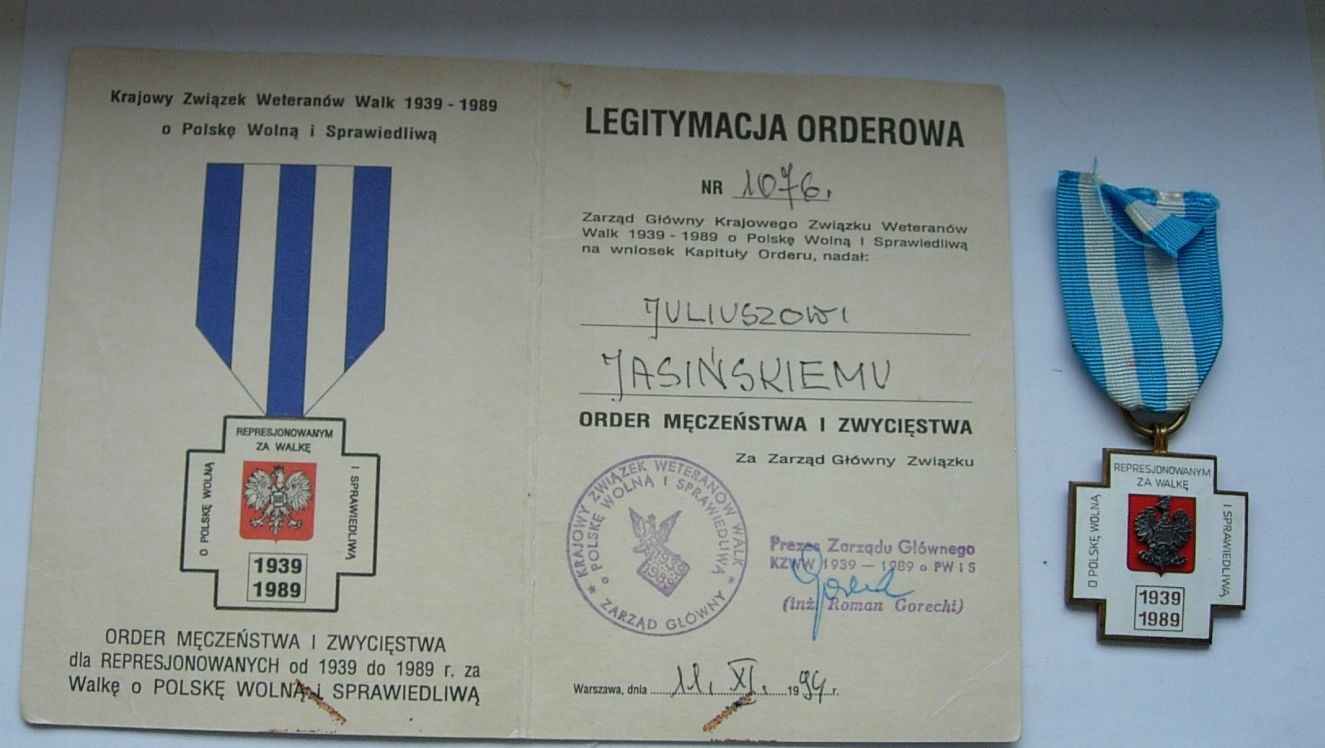 Krajowy Związek Weteranów Walk 1939 - 1989
o Polskę Wolną i Sprawiedliwą
REPRESJONOWANYM
ZA WALKĘ
O POLSKĘ WOLNĄ
I SPRAWIEDLIWĄ
1939
1989
ORDER MĘCZEŃSTWA I ZWYCIĘSTWA
dla REPRESJONOWANYCH od 1939 do 1989 r. za
Walkę o POLSKĘ WOLNĄ i SPRAWIEDLIWĄ
LEGITYMACJA ORDEROWA
NR 1076.
Zarząd Główny Krajowego Związku Weteranów
Walk 1939 - 1989 o Polskę Wolną i Sprawiedliwą
na wniosek Kapituły Orderu, nadał:
JULIUSZOWI
JASIŃSKIEMU
ORDER MĘCZEŃSTWA I ZWYCIĘSTWA
Za Zarząd Główny Związku
KRAJOWY ZWIĄZEK WETERANÓW WALK
o POLSKĘ WOLNĄ I SPRAWIEDLIWĄ
* ZARZĄD GŁÓWNY *
Prezes Zarządu Głównego
KZWW 1939 — 1989 o PW i S
(inż. Roman Gorecki)
Warszawa, dnia 11. XI. 1994 r.
REPRESJONOWANYM
ZA WALKĘ
O POLSKĘ WOLNĄ
I SPRAWIEDLIWĄ
1939
1989